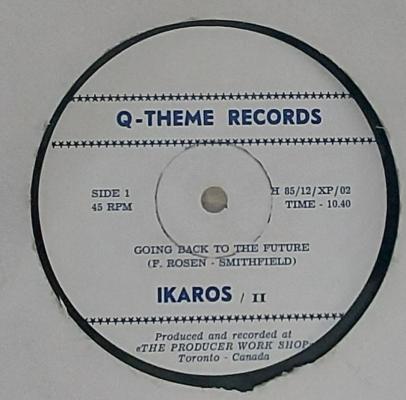 Q-THEME RECORDS
SIDE 1
45 RPM
H 85/12/XP/02
TIME - 10.40
GOING BACK TO THE FUTURE
(F. ROSEN - SMITHFIELD)
IKAROS / II
Produced and recorded at
«THE PRODUCER WORK SHOP»
Toronto - Canada